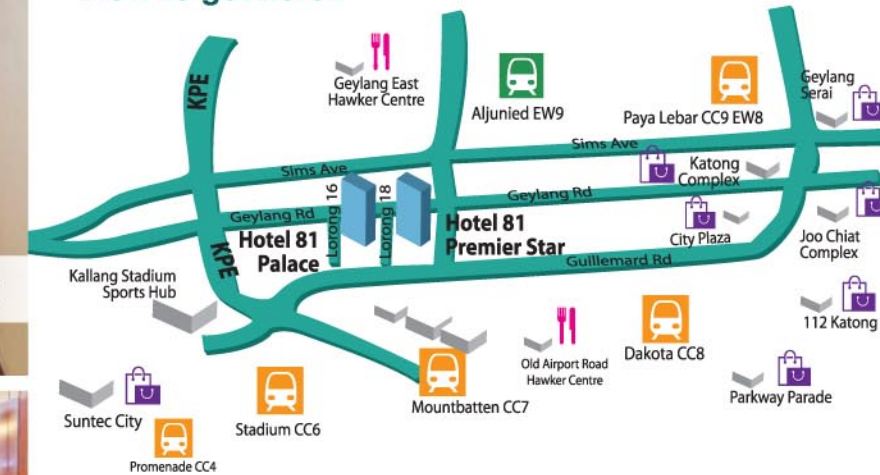 KPE
Geylang East
Hawker Centre
Aljunied EW9
Paya Lebar CC9 EW8
Geylang
Serai
Sims Ave
Sims Ave
Katong
Complex
Lorong 16
Lorong 18
Geylang Rd
Geylang Rd
Hotel 81
Palace
Hotel 81
Premier Star
City Plaza
Joo Chiat
Complex
KPE
Guillemard Rd
Kallang Stadium
Sports Hub
112 Katong
Old Airport Road
Hawker Centre
Dakota CC8
Parkway Parade
Mountbatten CC7
Suntec City
Stadium CC6
Promenade CC4